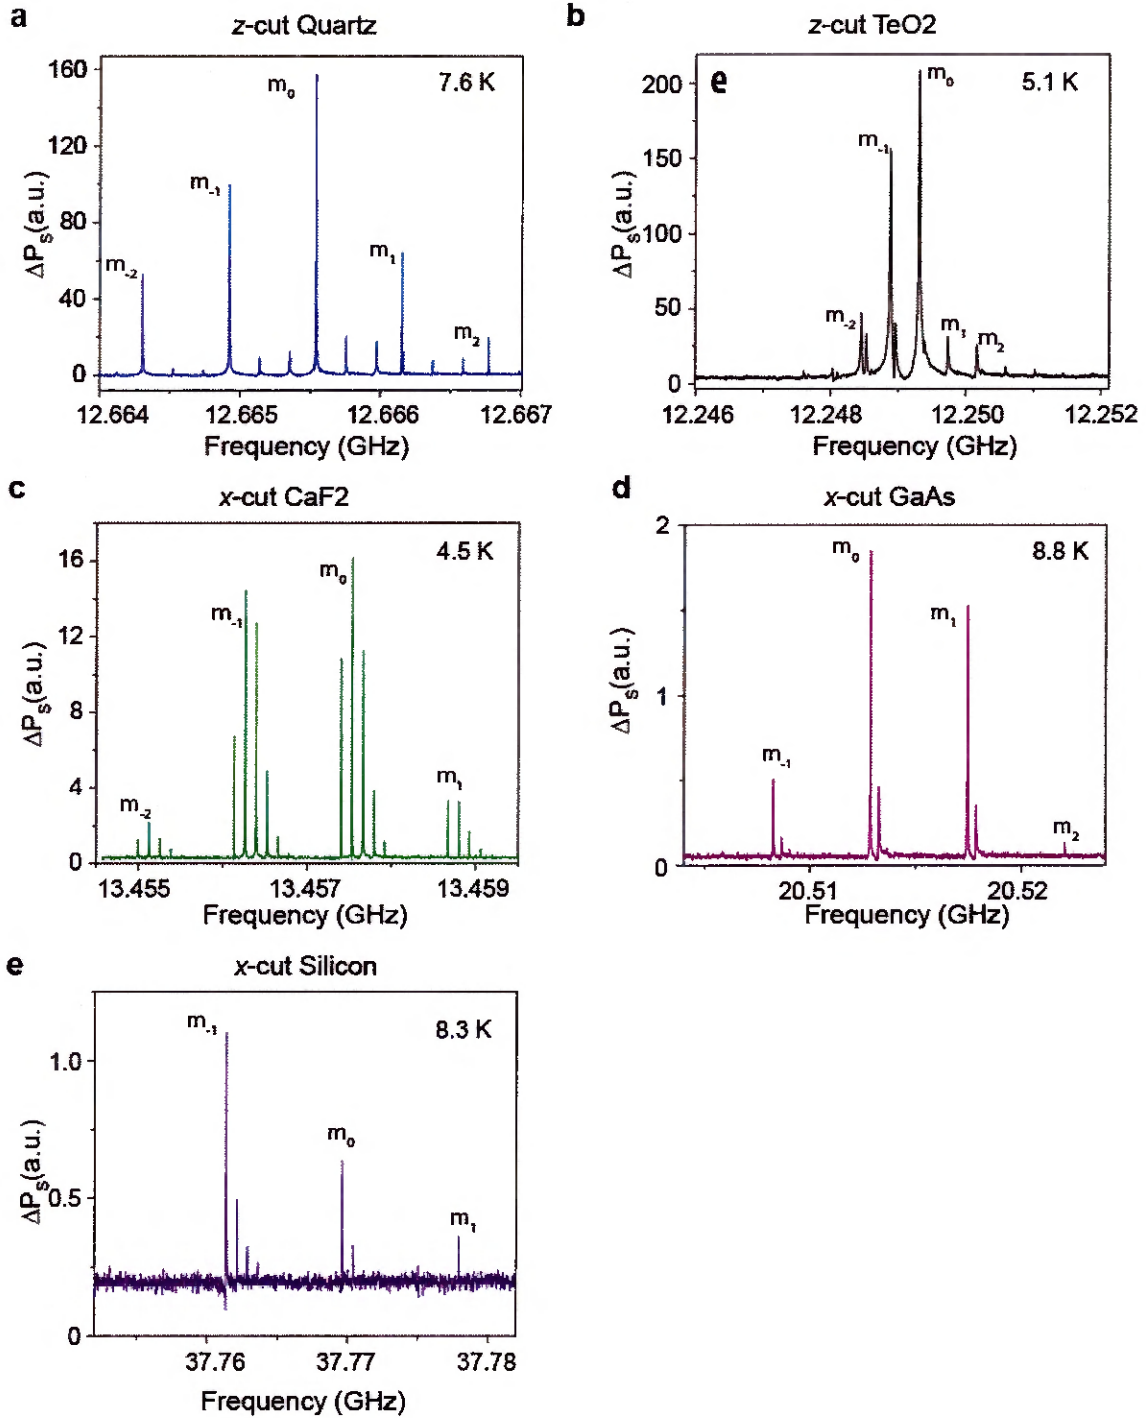 a
z-cut Quartz
7.6 K
m0
m-1
m-2
m1
m2
160
120
80
40
0
ΔPS(a.u.)
12.664 12.665 12.666 12.667
Frequency (GHz)
b
z-cut TeO2
e
5.1 K
m0
m-1
m-2
m1
m2
200
150
100
50
0
ΔPS(a.u.)
12.246 12.248 12.250 12.252
Frequency (GHz)
c
x-cut CaF2
4.5 K
m0
m-1
m-2
m1
16
12
8
4
0
ΔPS(a.u.)
13.455 13.457 13.459
Frequency (GHz)
d
x-cut GaAs
8.8 K
m0
m1
m-1
m2
2
1
0
ΔPS(a.u.)
20.51 20.52
Frequency (GHz)
e
x-cut Silicon
8.3 K
m-1
m0
m1
1.0
0.5
0
ΔPS(a.u.)
37.76 37.77 37.78
Frequency (GHz)